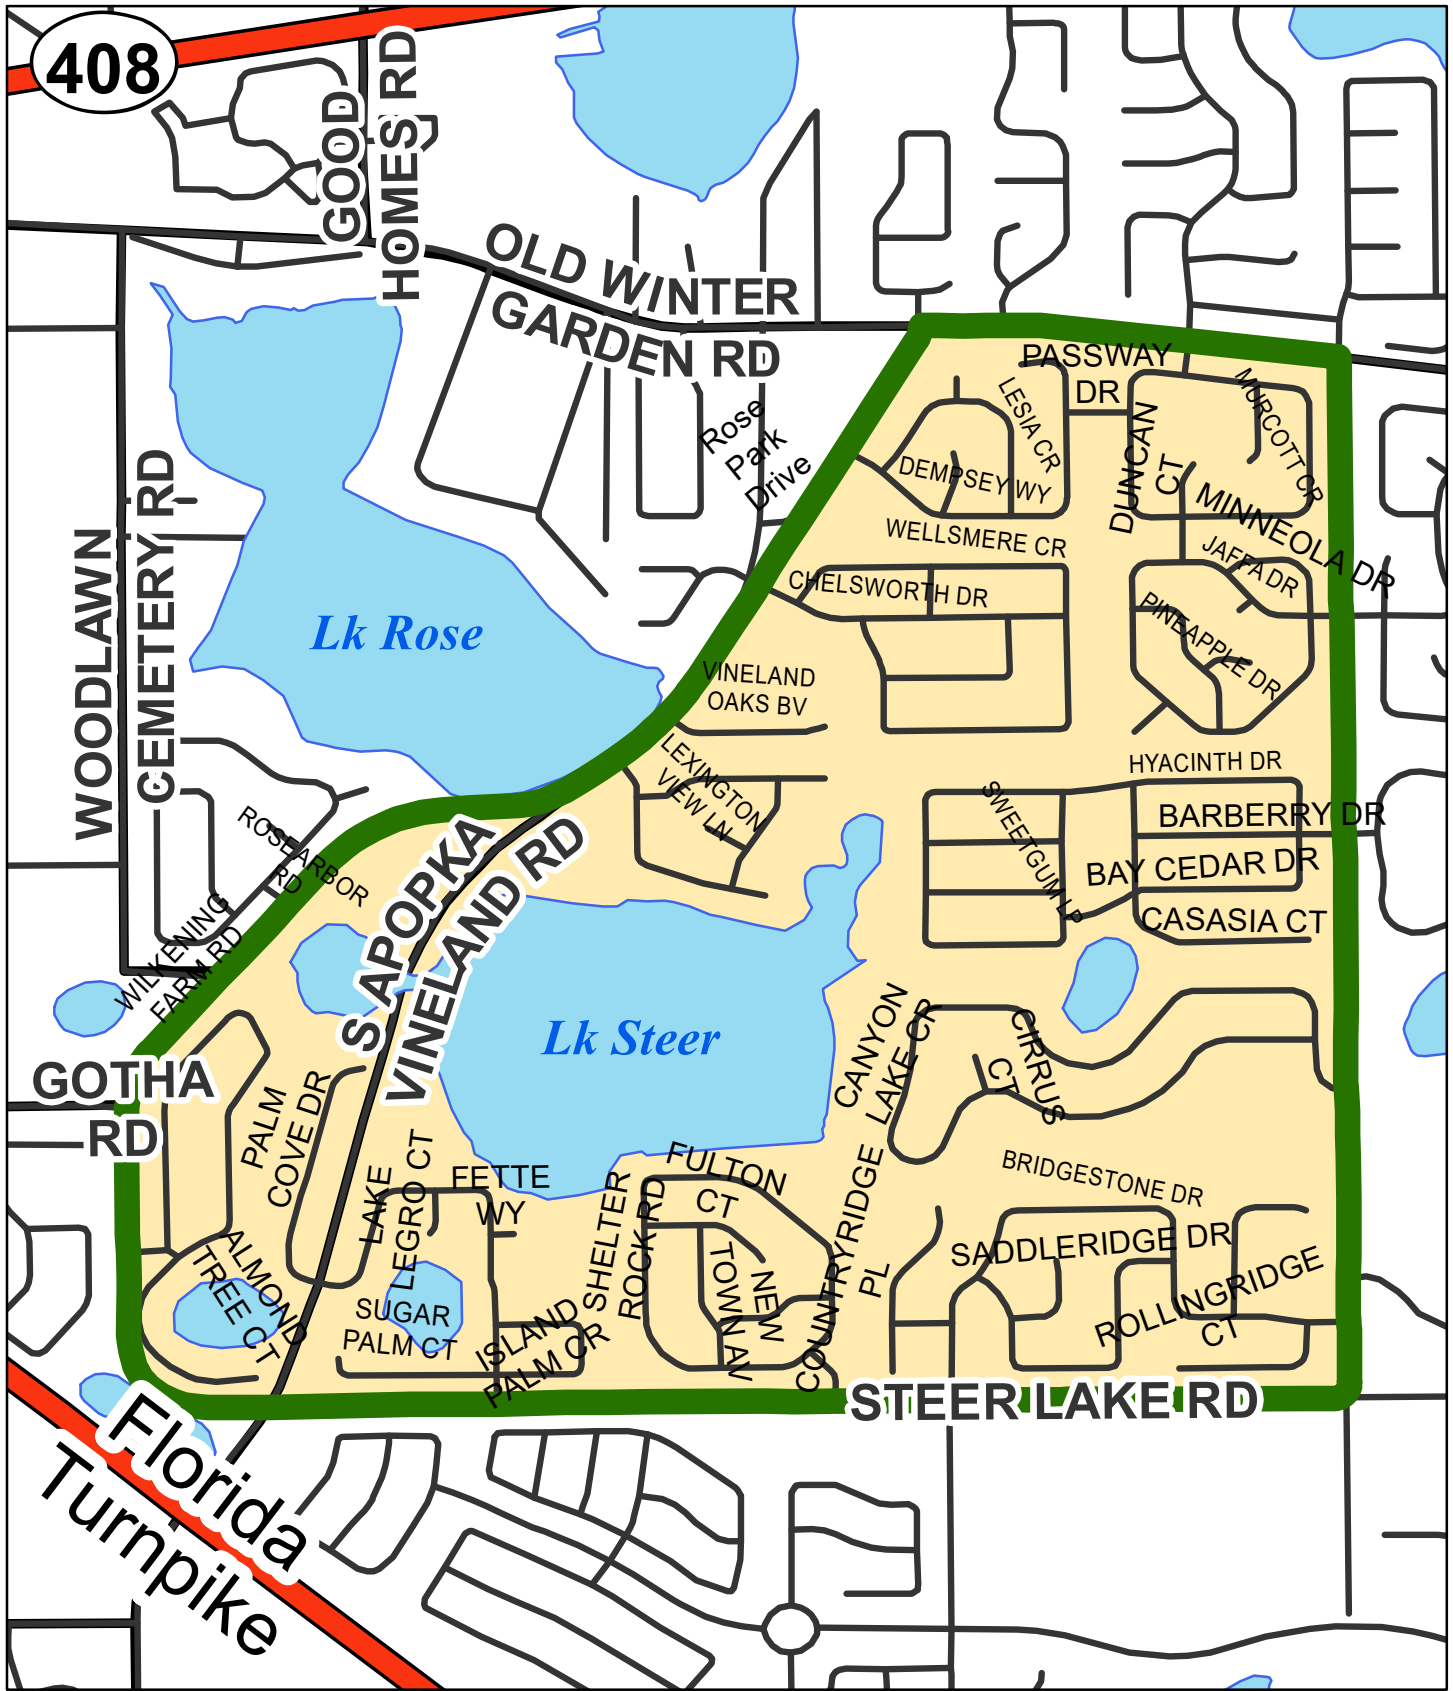 408
GOOD
HOMES RD
OLD WINTER
GARDEN RD
PASSWAY
DR
LESIA CR
MURCOTT CR
DUNCAN
CT
Rose
Park
Drive
DEMPSEY WY
MINNEOLA DR
WELLSMERE CR
JAFFA DR
CHELSWORTH DR
PINEAPPLE DR
WOODLAWN
CEMETERY RD
Lk Rose
VINELAND
OAKS BV
LEXINGTON
VIEW LN
HYACINTH DR
SWEETGUM LP
BARBERRY DR
BAY CEDAR DR
CASASIA CT
ROSEARBOR
RD
S APOPKA
VINELAND RD
WILKENING
FARM RD
Lk Steer
CANYON
LAKE CR
CIRRUS
CT
GOTHA
RD
PALM
COVE DR
LAKE
LEGRO CT
FETTE
WY
SHELTER
ROCK RD
FULTON
CT
COUNTRYRIDGE
PL
BRIDGESTONE DR
SADDLERIDGE DR
ROLLINGRIDGE
CT
ALMOND
TREE CT
SUGAR
PALM CT
ISLAND
PALM CR
NEW
TOWN AV
STEER LAKE RD
Florida
Turnpike